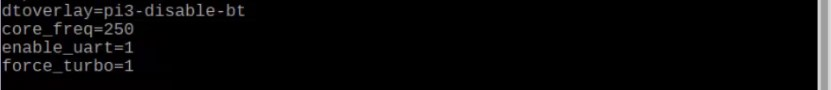 dtoverlay=pi3-disable-bt
core_freq=250
enable_uart=1
force_turbo=1